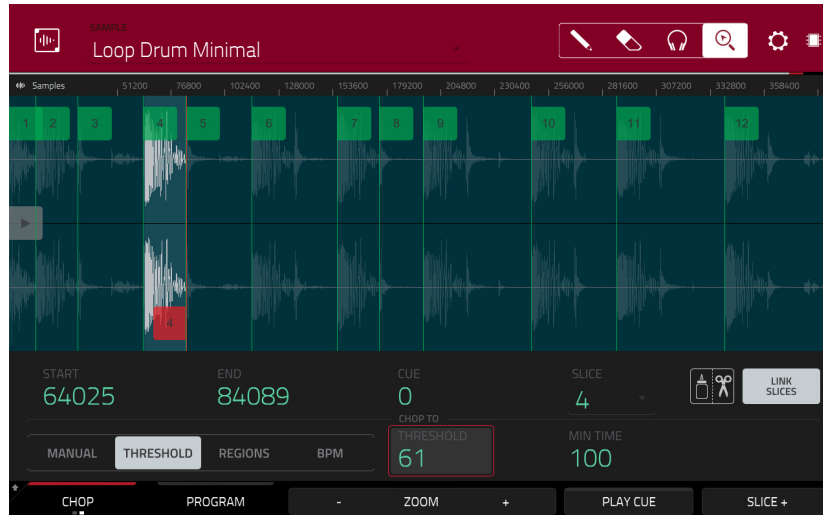 SAMPLE
Loop Drum Minimal
Samples 51200 76800 102400 128000 153600 179200 204800 230400 256000 281600 307200 332800 358400
1 2 3 4 5 6 7 8 9 10 11 12
4
START END CUE SLICE
64025 84089 0 4
LINK SLICES
CHOP TO
MANUAL THRESHOLD REGIONS BPM THRESHOLD MIN TIME
61 100
CHOP PROGRAM - ZOOM + PLAY CUE SLICE +